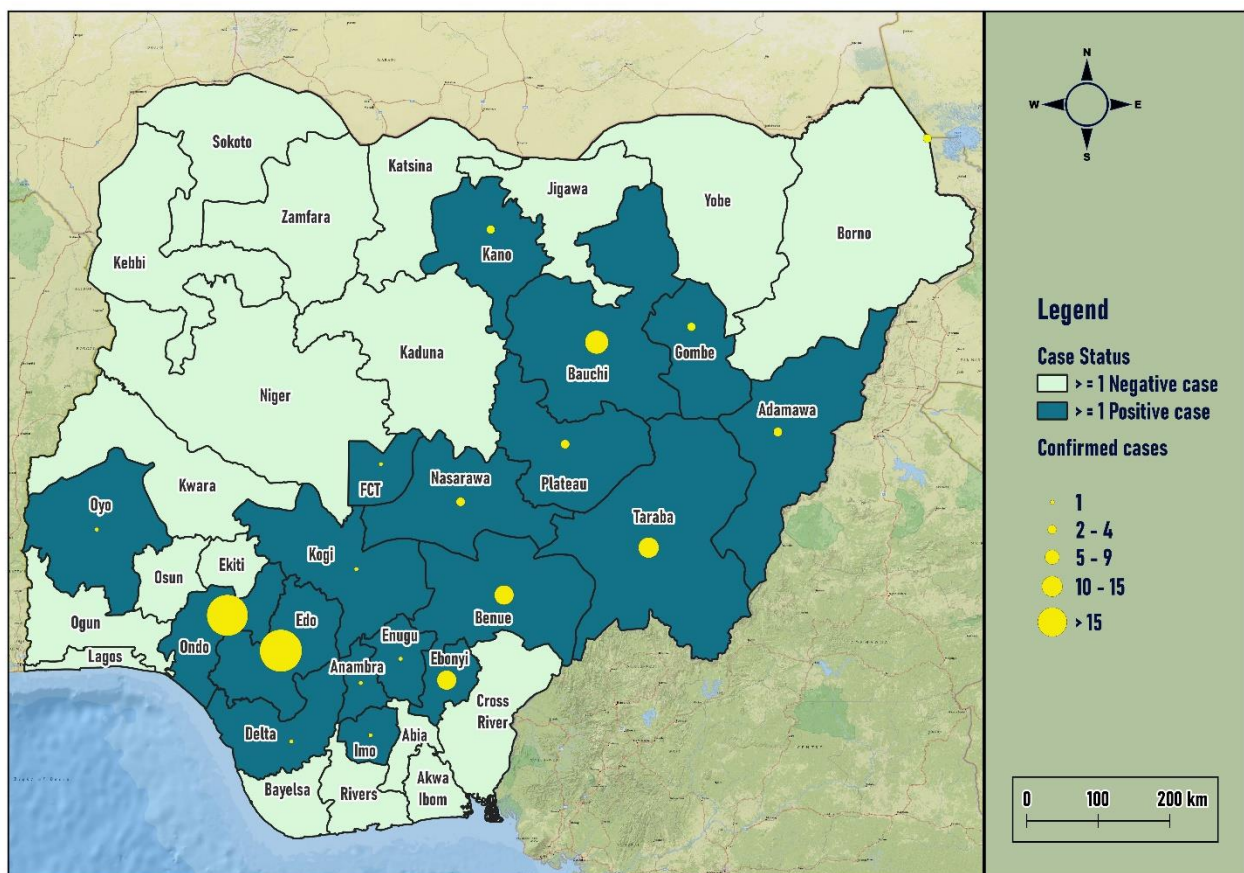 Sokoto
Katsina
Jigawa
Yobe
Zamfara
Borno
Kebbi
Kano
Kaduna
Bauchi
Gombe
Niger
Adamawa
FCT
Nasarawa
Plateau
Kwara
Oyo
Taraba
Kogi
Osun
Ekiti
Benue
Ogun
Edo
Enugu
Ondo
Lagos
Anambra
Ebonyi
Cross
River
Delta
Imo
Abia
Bayelsa
Rivers
Akwa
Ibom
N
W
E
S
Legend
Case Status
> = 1 Negative case
> = 1 Positive case
Confirmed cases
1
2 - 4
5 - 9
10 - 15
> 15
0 100 200 km